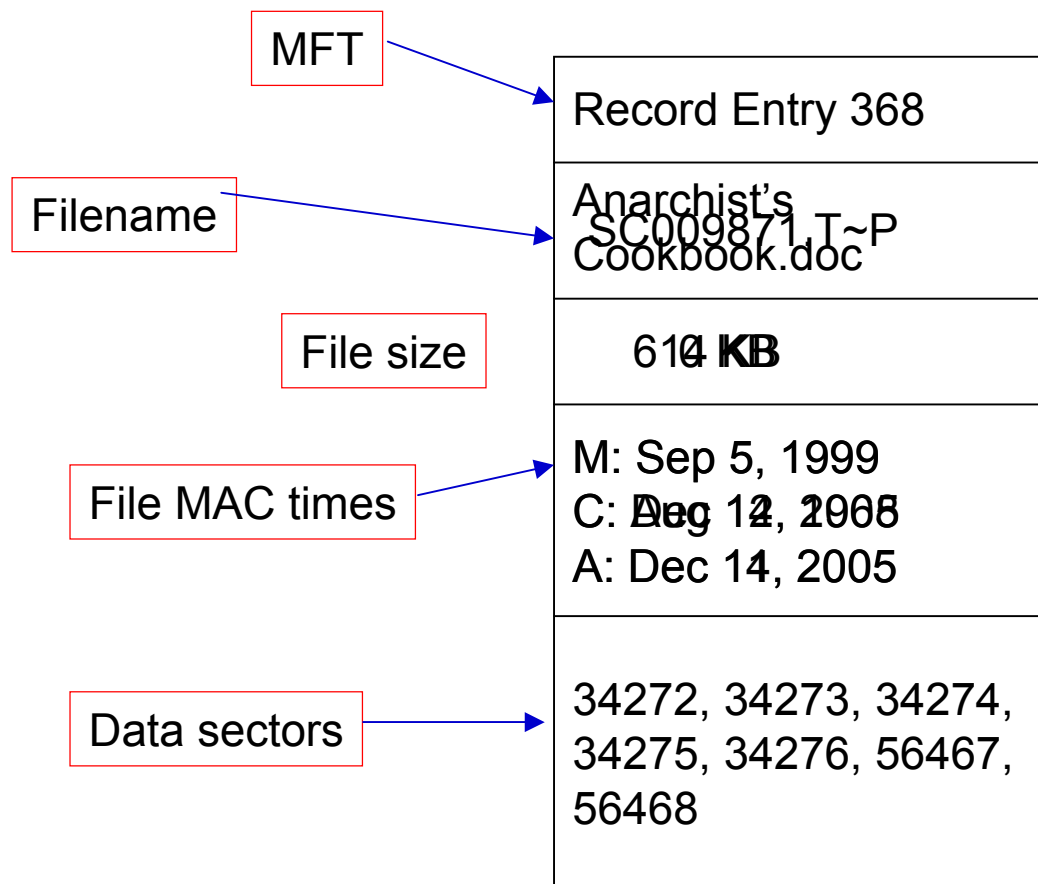 MFT
Record Entry 368
Filename
Anarchist's
SC009871.T~P
Cookbook.doc
File size
KB
File MAC times
M: Sep 5, 1999
C:
A: Dec 2005
Data sectors
34272, 34273, 34274,
34275, 34276, 56467,
56468